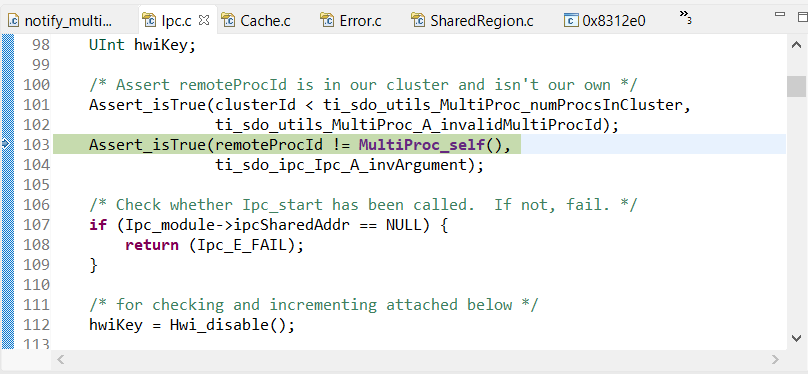 notify_multi... Ipc.c Cache.c Error.c SharedRegion.c 0x8312e0 »3
98 UInt hwiKey;
99
100 /* Assert remoteProcId is in our cluster and isn't our own */
101 Assert_isTrue(clusterId < ti_sdo_utils_MultiProc_numProcsInCluster,
102 ti_sdo_utils_MultiProc_A_invalidMultiProcId);
103 Assert_isTrue(remoteProcId != MultiProc_self(),
104 ti_sdo_ipc_Ipc_A_invArgument);
105
106 /* Check whether Ipc_start has been called.  If not, fail. */
107 if (Ipc_module->ipcSharedAddr == NULL) {
108 return (Ipc_E_FAIL);
109 }
110
111 /* for checking and incrementing attached below */
112 hwiKey = Hwi_disable();
113